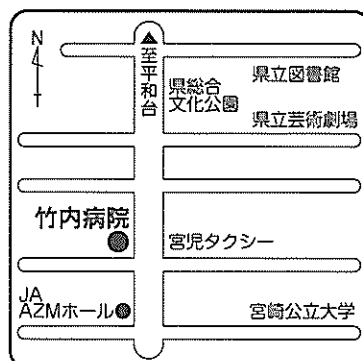 N
▲至平和台
県立図書館
県総合
文化公園
県立芸術劇場
竹内病院
宮児タクシー
JA
AZMホール
宮崎公立大学